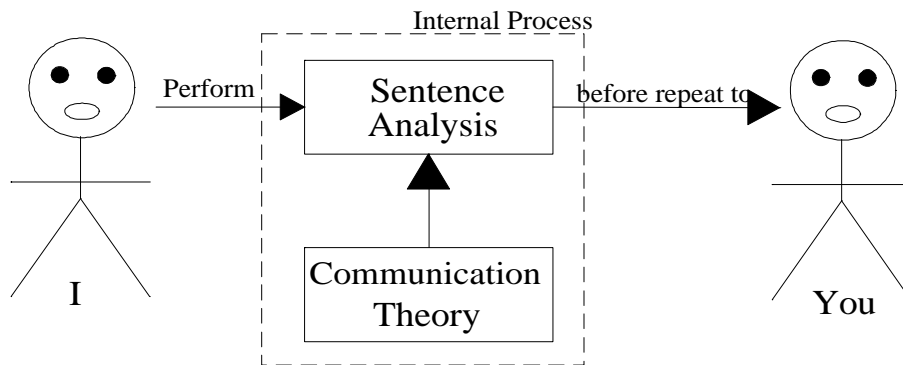 Internal Process
Perform
Sentence
Analysis
before repeat to
Communication
Theory
I
You